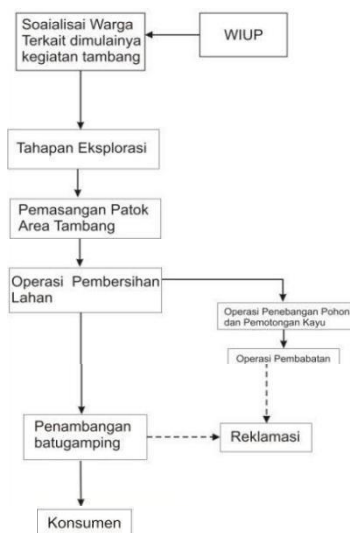 Soaialisai Warga
Terkait dimulainya
kegiatan tambang
WIUP
Tahapan Eksplorasi
Pemasangan Patok
Area Tambang
Operasi Pembersihan
Lahan
Operasi Penebangan Pohon
dan Pemotongan Kayu
Operasi Pembabatan
Penambangan
batugamping
Reklamasi
Konsumen